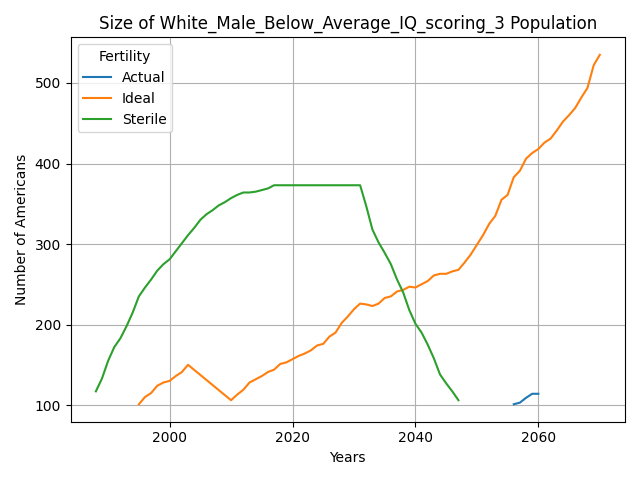 Size of White_Male_Below_Average_IQ_scoring_3 Population
Fertility
Actual
Ideal
Sterile
Number of Americans
500
400
300
200
100
2000
2020
2040
2060
Years